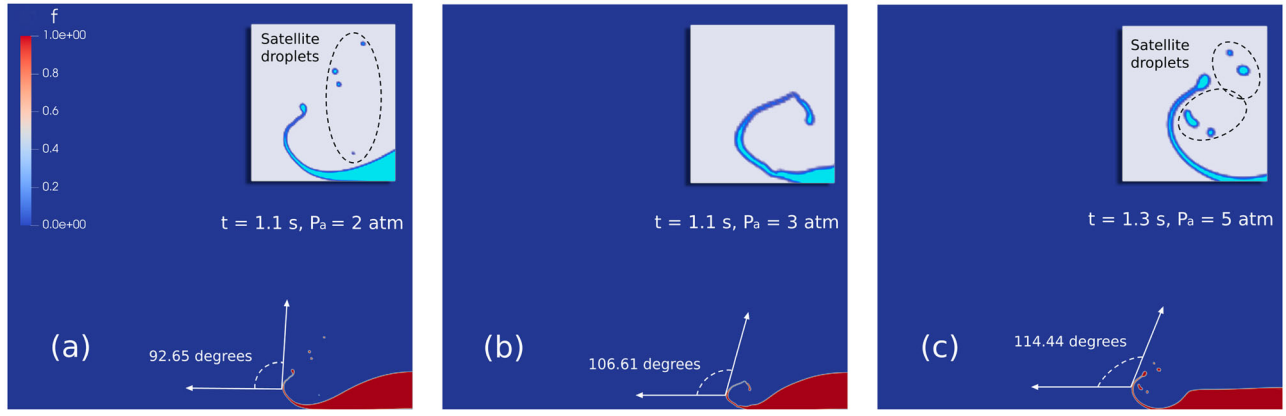 f
1.0e+00
0.8
0.6
0.4
0.2
0.0e+00
Satellite
droplets
t = 1.1 s, Pa = 2 atm
(a)
92.65 degrees
t = 1.1 s, Pa = 3 atm
(b)
106.61 degrees
Satellite
droplets
t = 1.3 s, Pa = 5 atm
(c)
114.44 degrees